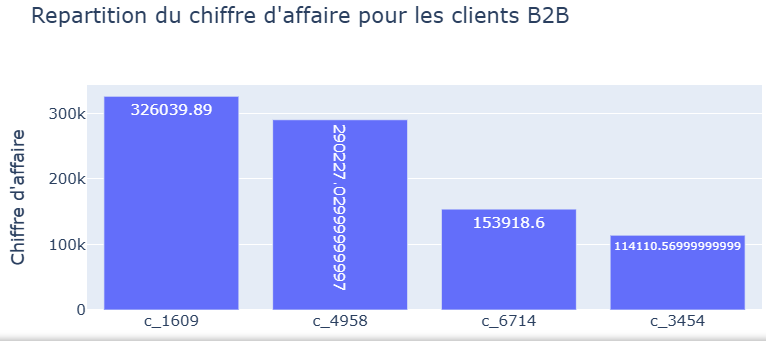 Repartition du chiffre d'affaire pour les clients B2B
Chiffre d'affaire
300k
200k
100k
0
326039.89
290227.02999999997
153918.6
114110.56999999999
c_1609
c_4958
c_6714
c_3454